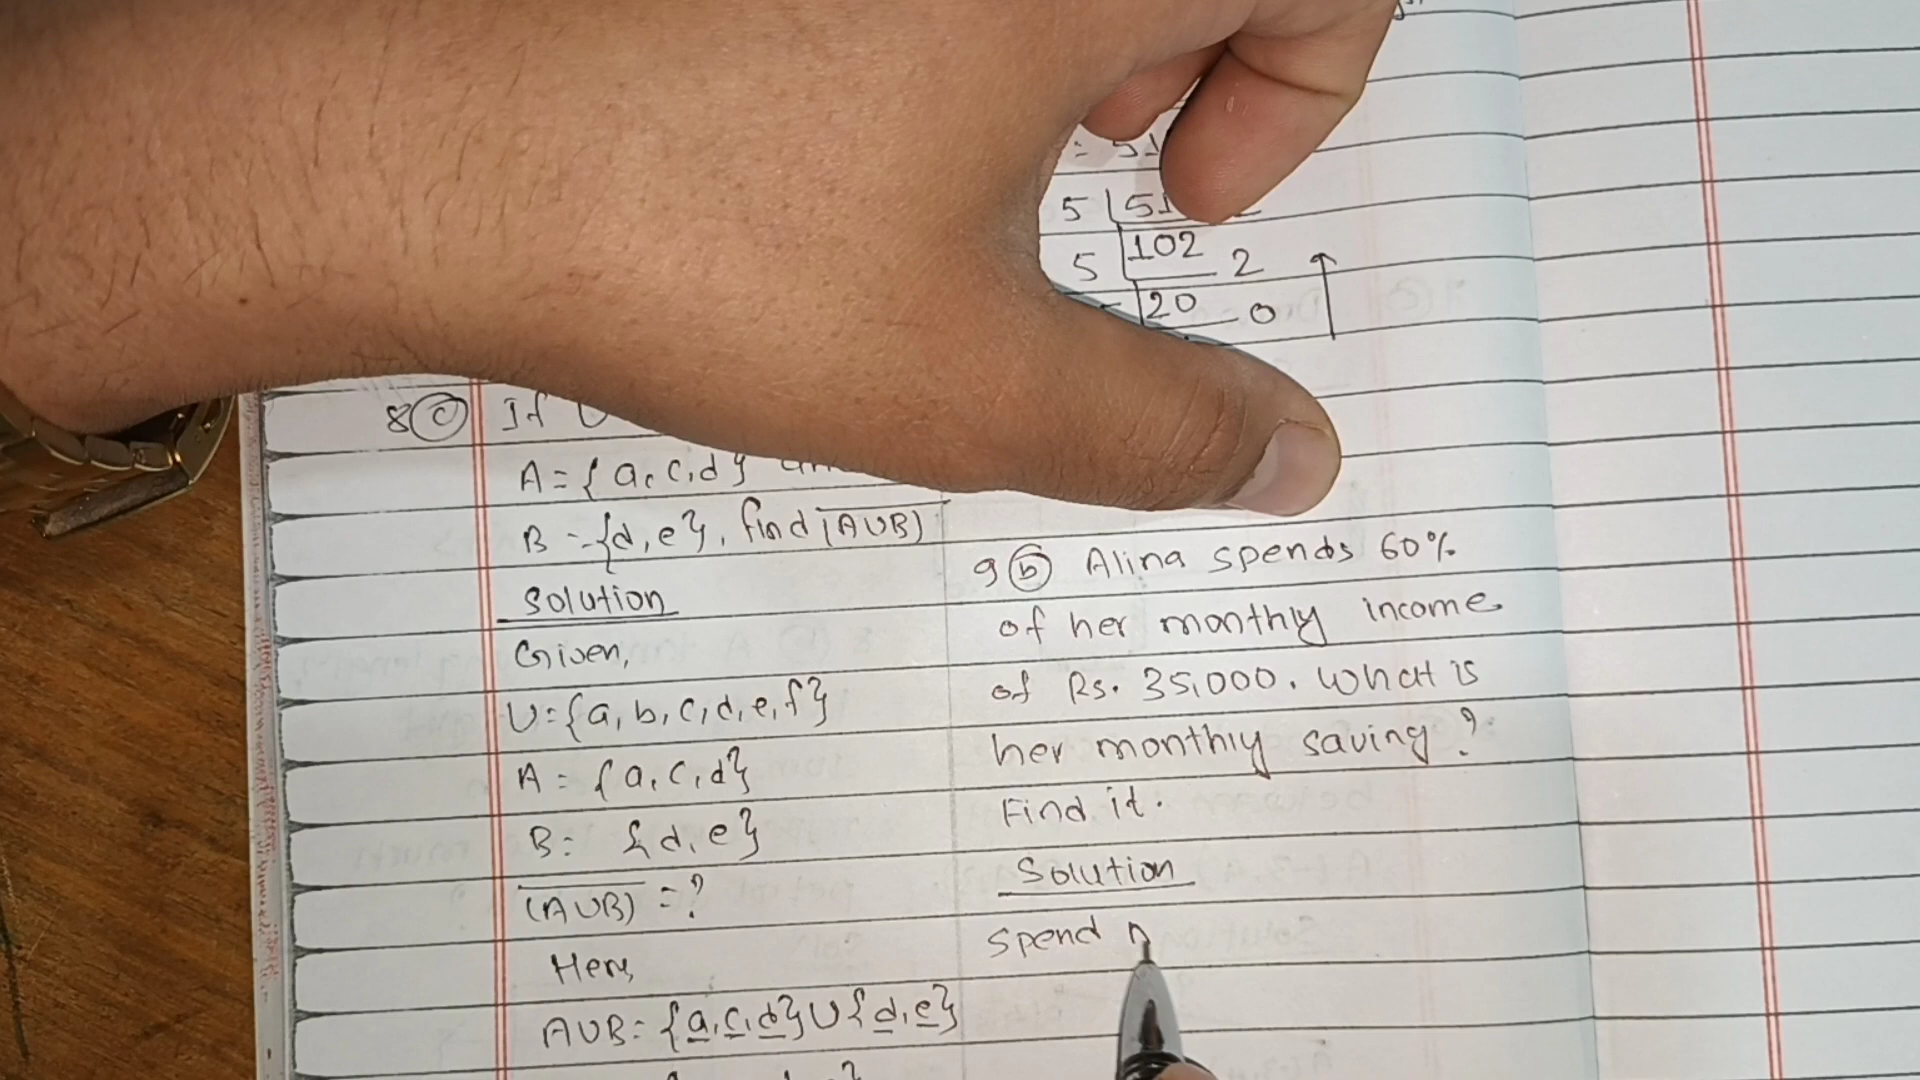 5 51
5 102 2
20 0
8(c) If U
A = { a, c, d }
B = {d, e}, find (A∪B)
Solution
Given,
U = {a, b, c, d, e, f}
A = {a, c, d}
B = {d, e}
(A∪B) = ?
Here,
A∪B = {a, c, d} ∪ {d, e}
9(b) Alina spends 60%
of her monthly income
of Rs. 35,000. What is
her monthly saving?
Find it.
Solution
Spend